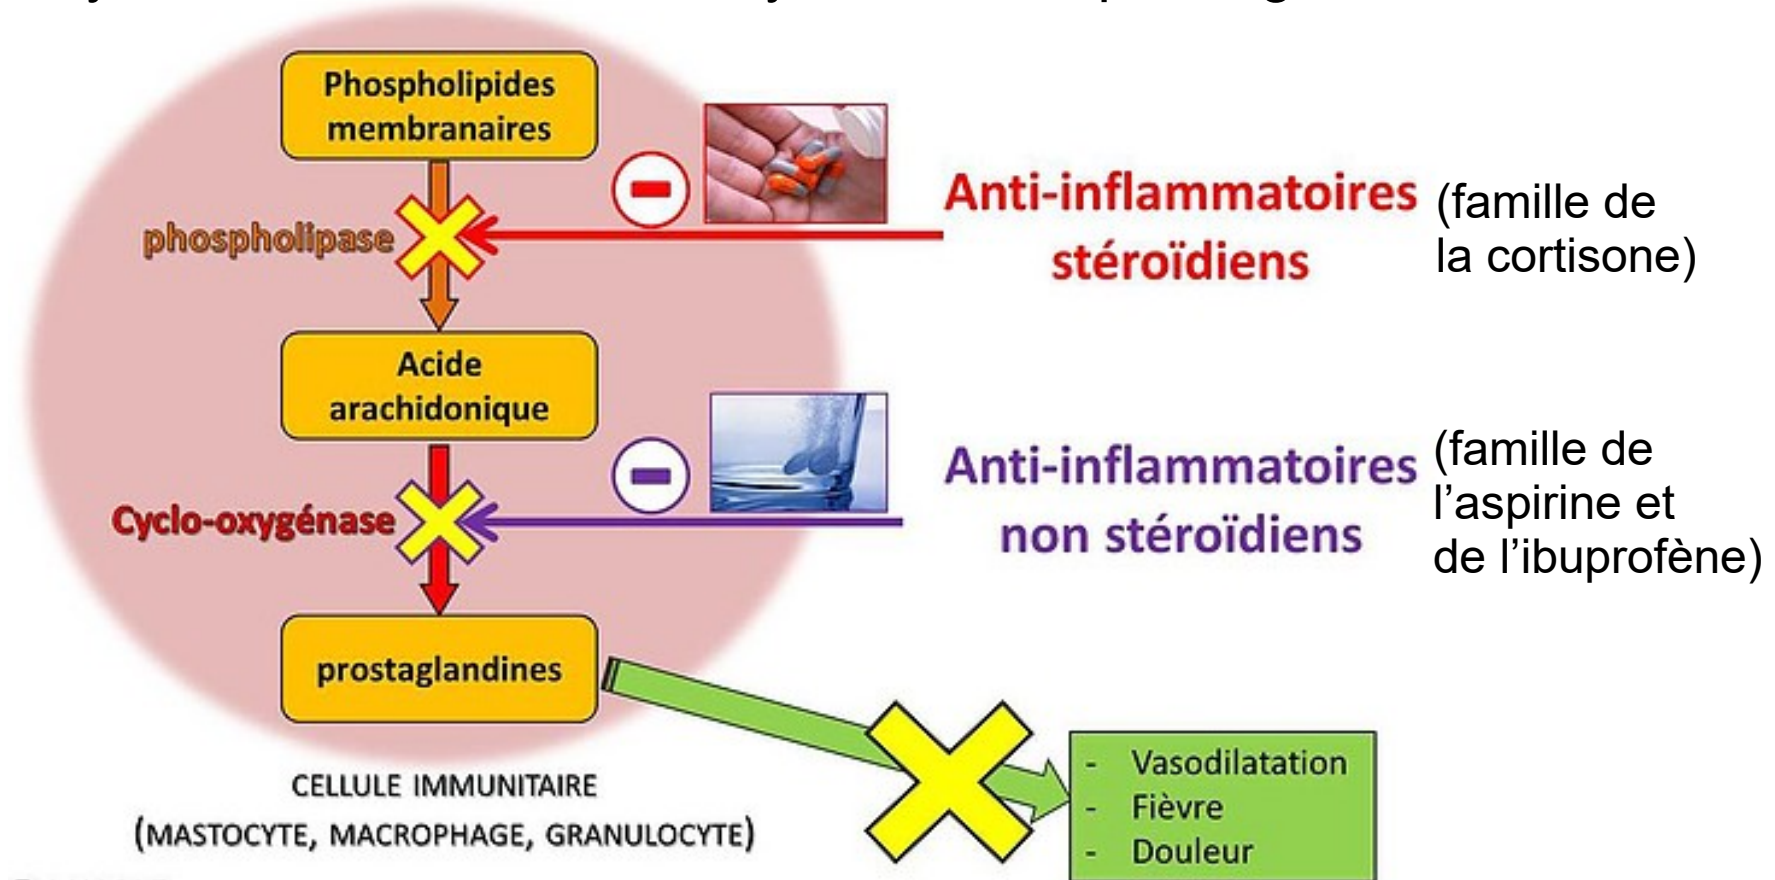 Phospholipides
membranaires
phospholipase
Anti-inflammatoires
stéroïdiens
(famille de
la cortisone)
Acide
arachidonique
Cyclo-oxygénase
Anti-inflammatoires
non stéroïdiens
(famille de
l’aspirine et
de l’ibuprofène)
prostaglandines
CELLULE IMMUNITAIRE
(MASTOCYTE, MACROPHAGE, GRANULOCYTE)
- Vasodilatation
- Fièvre
- Douleur